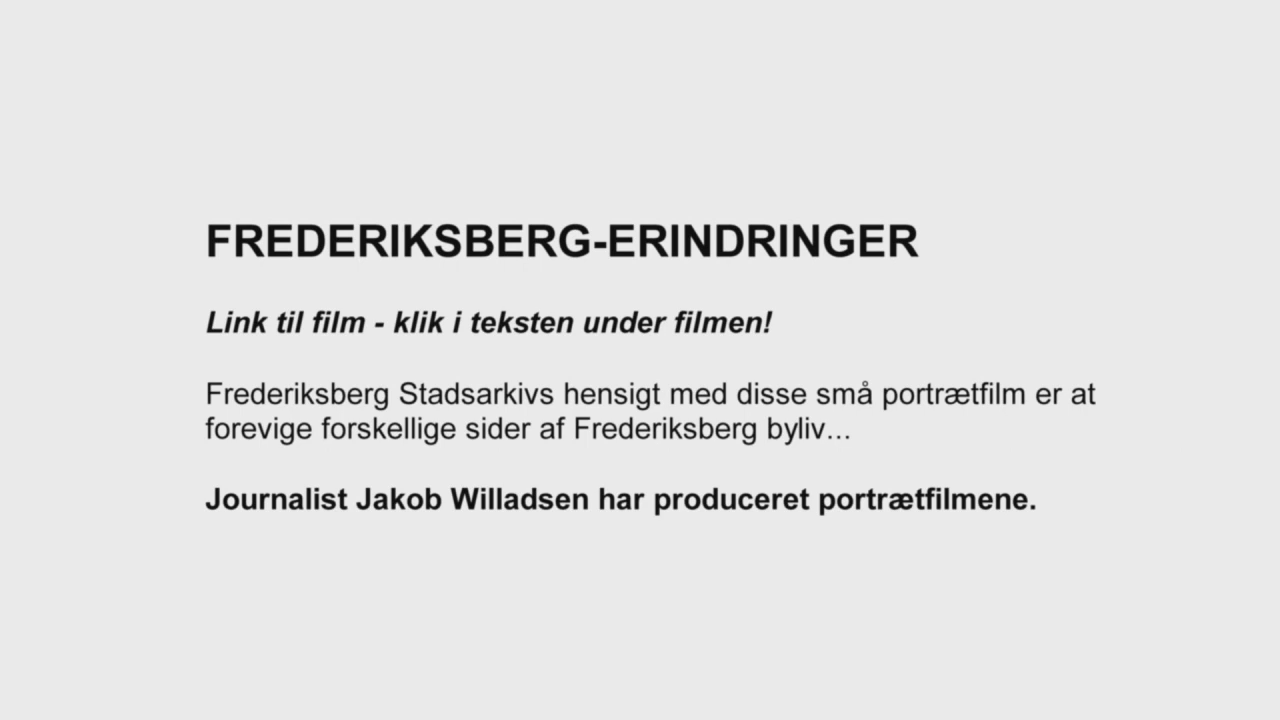 FREDERIKSBERG-ERINDRINGER
Link til film - klik i teksten under filmen!
Frederiksberg Stadsarkivs hensigt med disse små portrætfilm er at
forevige forskellige sider af Frederiksberg byliv...
Journalist Jakob Willadsen har produceret portrætfilmene.